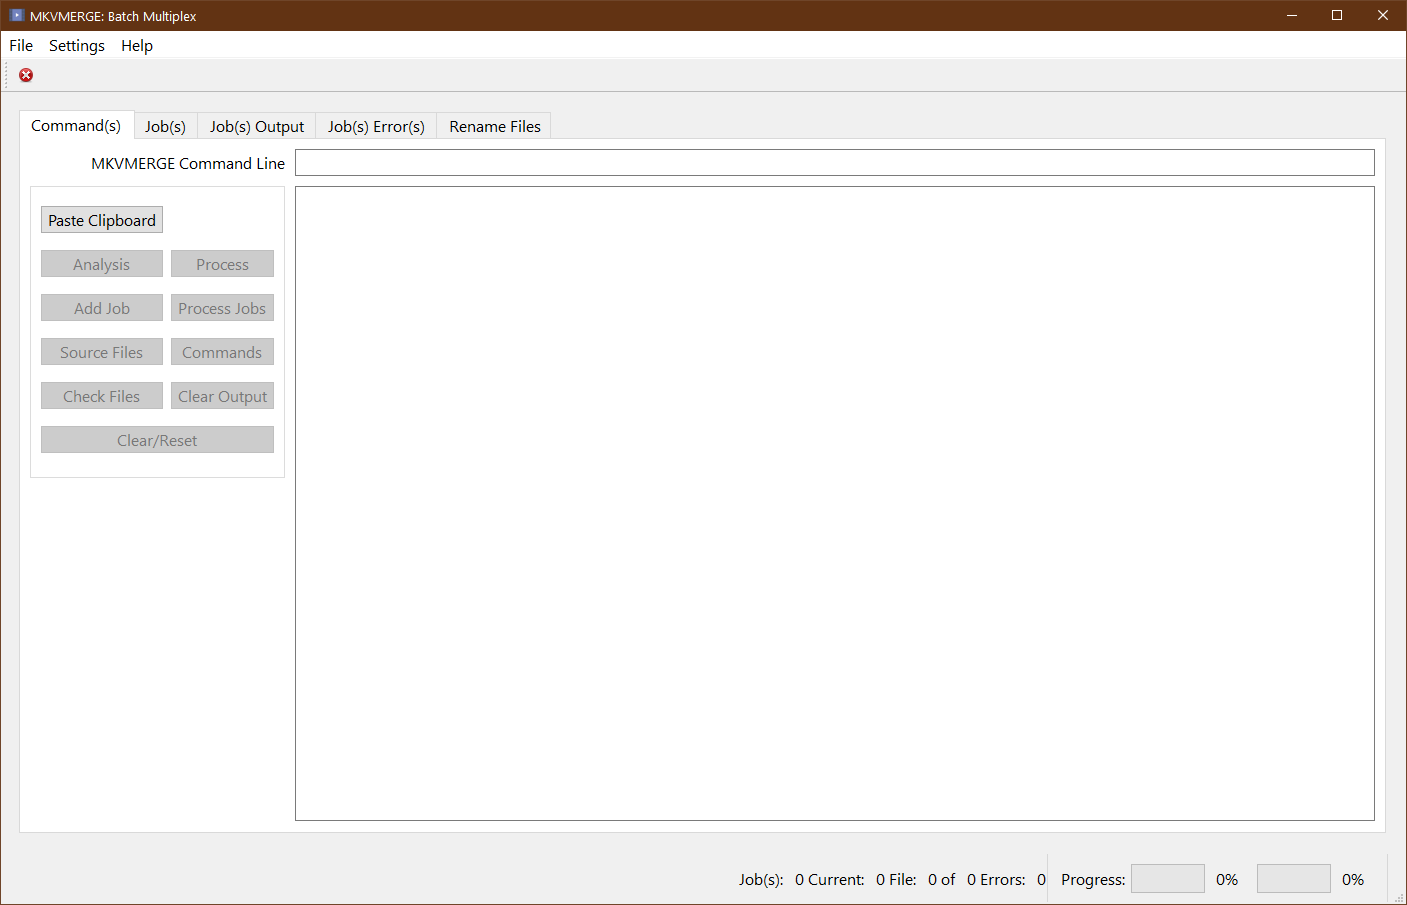 MKVMERGE: Batch Multiplex
File Settings Help
Command(s) Job(s) Job(s) Output Job(s) Error(s) Rename Files
MKVMERGE Command Line
Paste Clipboard
Analysis Process
Add Job Process Jobs
Source Files Commands
Check Files Clear Output
Clear/Reset
Job(s): 0 Current: 0 File: 0 of 0 Errors: 0 Progress: 0% 0%